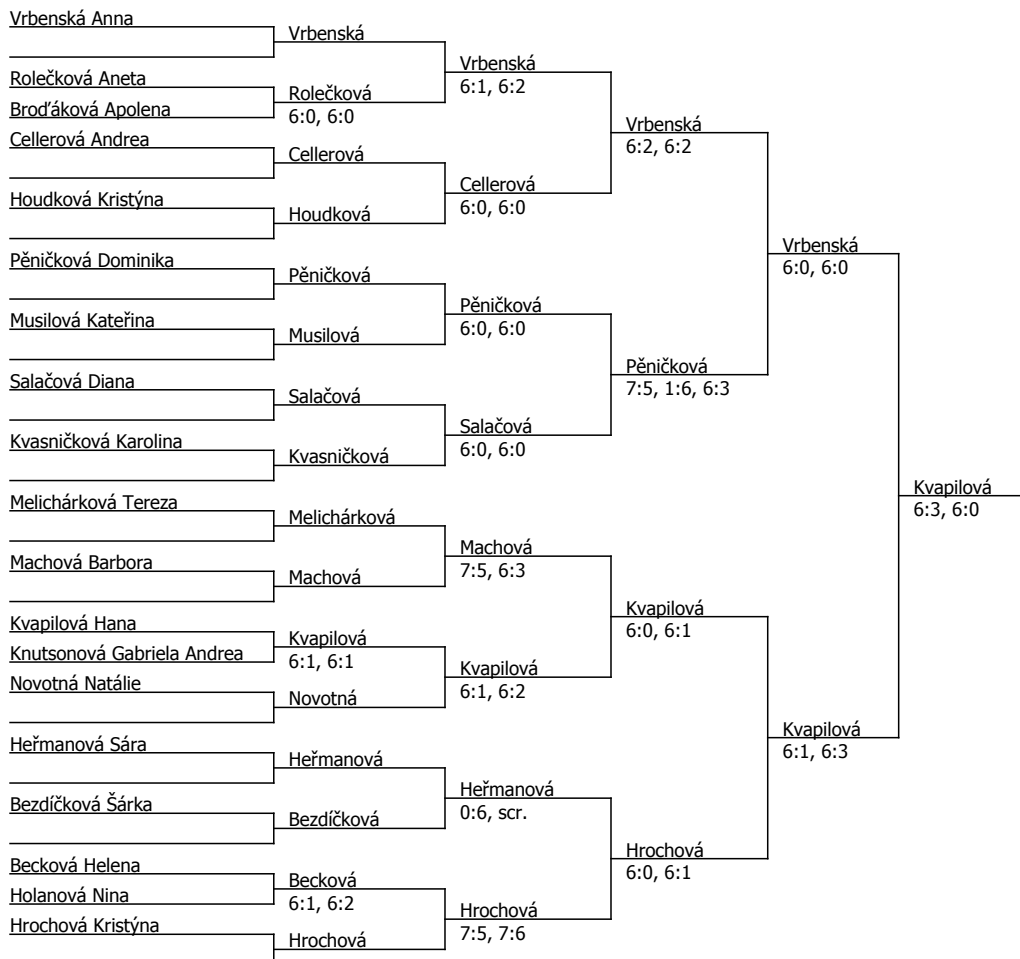 Vrbenská Anna
Vrbenská
Vrbenská
6:1, 6:2
Rolečková Aneta
Rolečková
6:0, 6:0
Broďáková Apolena
Vrbenská
6:2, 6:2
Cellerová Andrea
Cellerová
Cellerová
6:0, 6:0
Houdková Kristýna
Houdková
Vrbenská
6:0, 6:0
Pěničková Dominika
Pěničková
Pěničková
6:0, 6:0
Musilová Kateřina
Musilová
Pěničková
7:5, 1:6, 6:3
Salačová Diana
Salačová
Salačová
6:0, 6:0
Kvasničková Karolina
Kvasničková
Kvapilová
6:3, 6:0
Melichárková Tereza
Melichárková
Machová
7:5, 6:3
Machová Barbora
Machová
Kvapilová
6:0, 6:1
Kvapilová Hana
Kvapilová
6:1, 6:1
Knutsonová Gabriela Andrea
Kvapilová
6:1, 6:2
Novotná Natálie
Novotná
Kvapilová
6:1, 6:3
Heřmanová Sára
Heřmanová
Heřmanová
0:6, scr.
Bezdíčková Šárka
Bezdíčková
Hrochová
6:0, 6:1
Becková Helena
Becková
6:1, 6:2
Holanová Nina
Hrochová
7:5, 7:6
Hrochová Kristýna
Hrochová